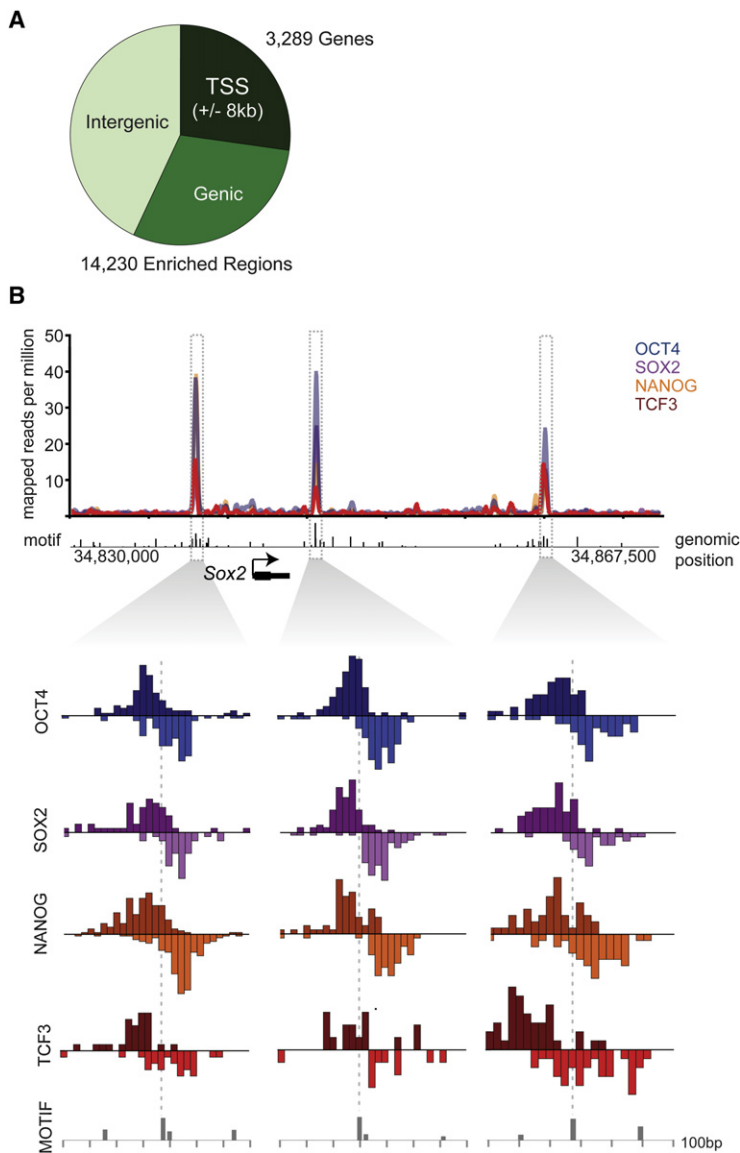 A
3,289 Genes
TSS
(+/- 8kb)
Intergenic
Genic
14,230 Enriched Regions
B
mapped reads per million
50
40
30
20
10
OCT4
SOX2
NANOG
TCF3
motif
34,830,000
Sox2
34,867,500
genomic
position
OCT4
SOX2
NANOG
TCF3
MOTIF
100bp